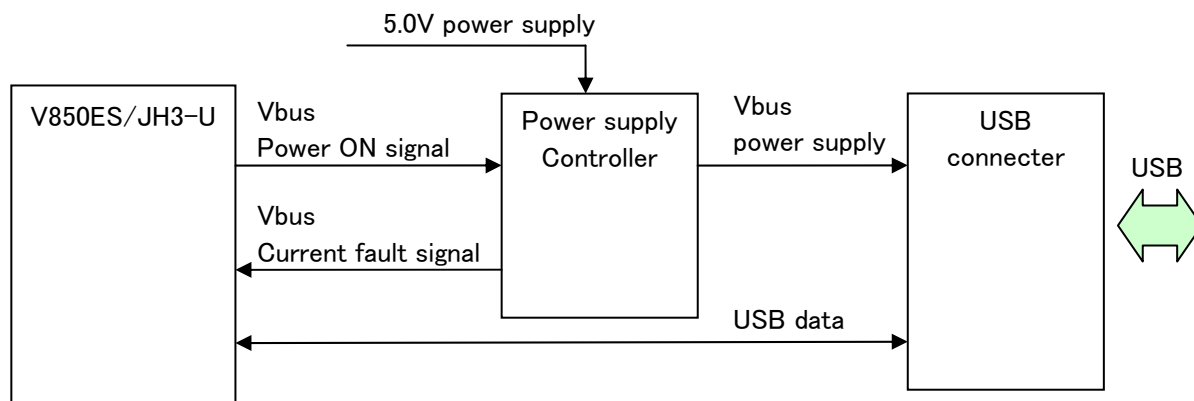 5.0V power supply
V850ES/JH3-U
Vbus
Power ON signal
Vbus
Current fault signal
Power supply
Controller
Vbus
power supply
USB data
USB
connecter
USB